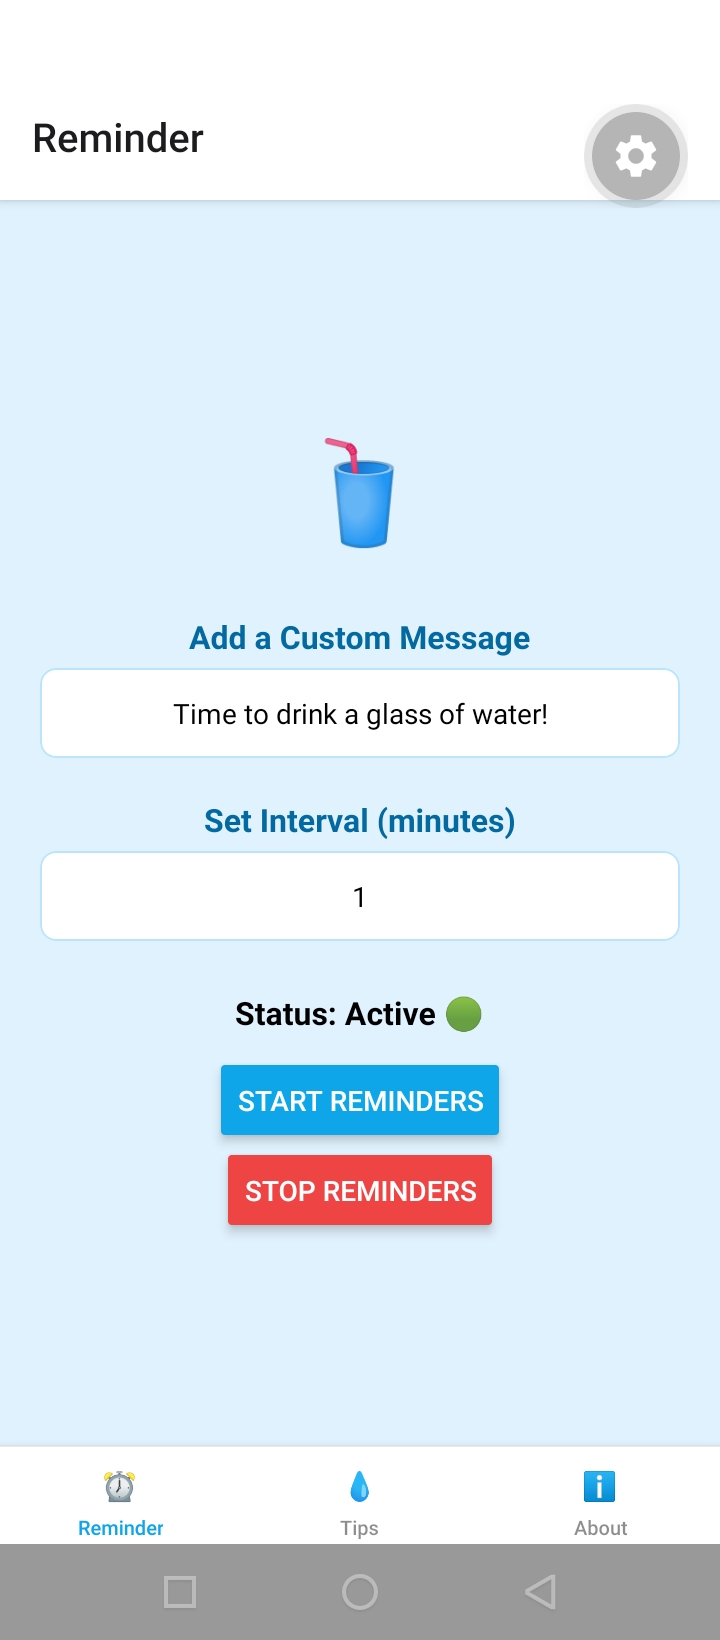 Reminder
Add a Custom Message
Time to drink a glass of water!
Set Interval (minutes)
1
Status: Active
START REMINDERS
STOP REMINDERS
Reminder
Tips
About